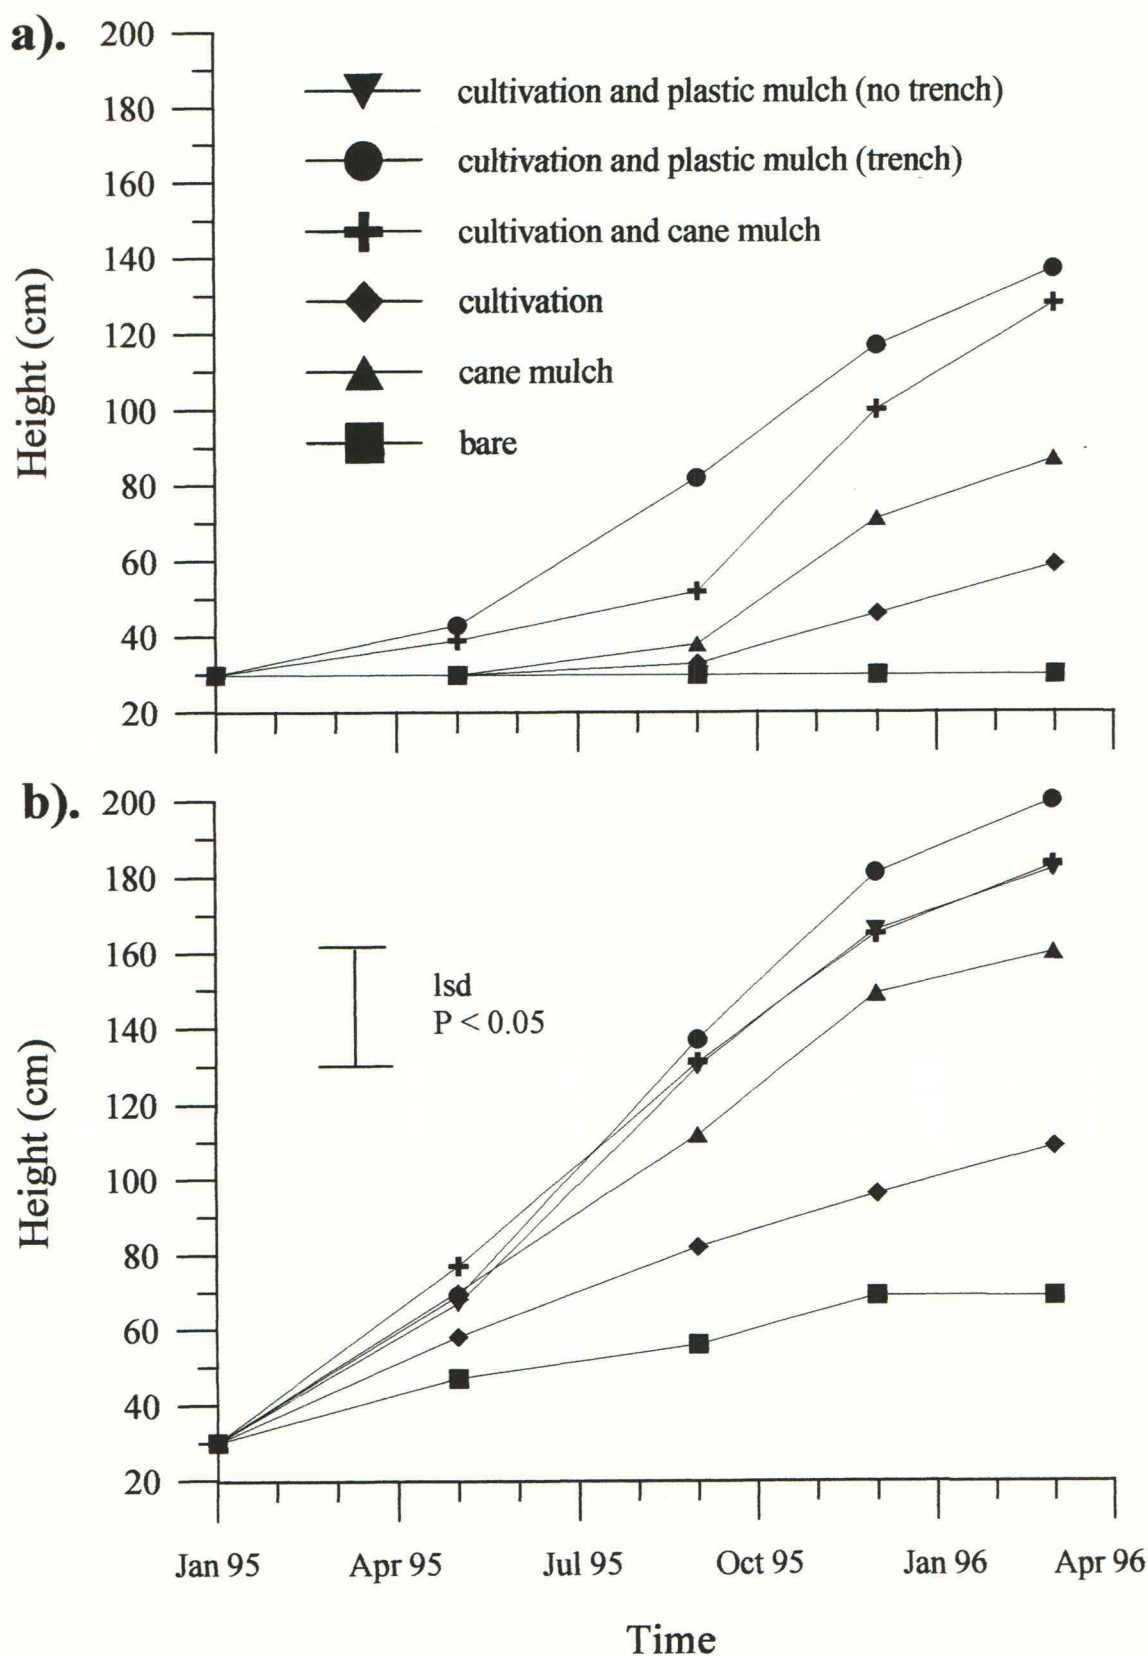 a).
200
180
160
140
120
100
80
60
40
20
Height (cm)
cultivation and plastic mulch (no trench)
cultivation and plastic mulch (trench)
cultivation and cane mulch
cultivation
cane mulch
bare
b).
200
180
160
140
120
100
80
60
40
20
Height (cm)
lsd
P < 0.05
Jan 95 Apr 95 Jul 95 Oct 95 Jan 96 Apr 96
Time